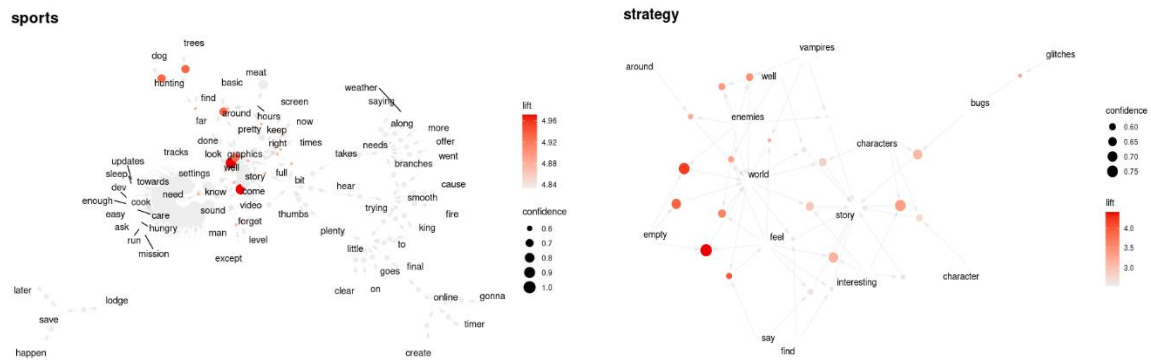 sports
trees
dog
hunting
meat
basic
weather
saying
find
screen
around
hours
far
now
along
pretty
keep
more
done
right
times
needs
offer
tracks
look
graphics
takes
went
updates
well
branches
sleep
settings
full
story
bit
cause
dev
towards
need
hear
smooth
know
come
enough
cook
video
trying
fire
easy
care
sound
thumbs
ask
hungry
forget
king
run
man
plenty
level
to
mission
little
except
final
goes
later
clear
on
online
gonna
lodge
save
timer
happen
create
lift
4.96
4.92
4.88
4.84
confidence
0.6
0.7
0.8
0.9
1.0
strategy
vampires
glitches
around
well
bugs
enemies
characters
world
story
empty
feel
interesting
character
say
find
confidence
0.60
0.65
0.70
0.75
lift
4.0
3.5
3.0